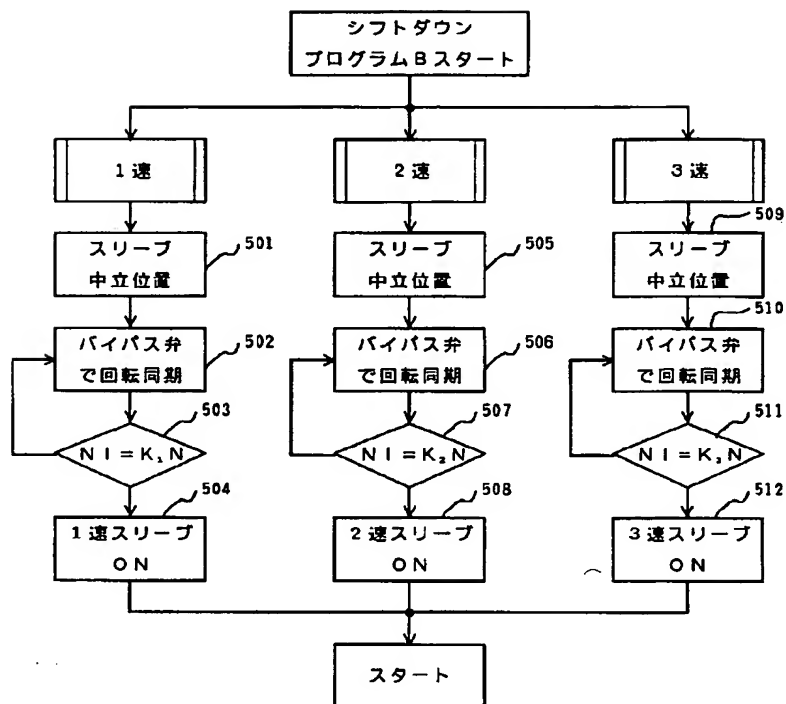 シフトダウン
プログラムBスタート
1速
2速
3速
スリーブ
中立位置
501
スリーブ
中立位置
505
スリーブ
中立位置
509
バイパス弁
で回転同期
502
バイパス弁
で回転同期
506
バイパス弁
で回転同期
510
NI=K₁N
503
NI=K₂N
507
NI=K₃N
511
1速スリーブ
ON
504
2速スリーブ
ON
508
3速スリーブ
ON
512
スタート